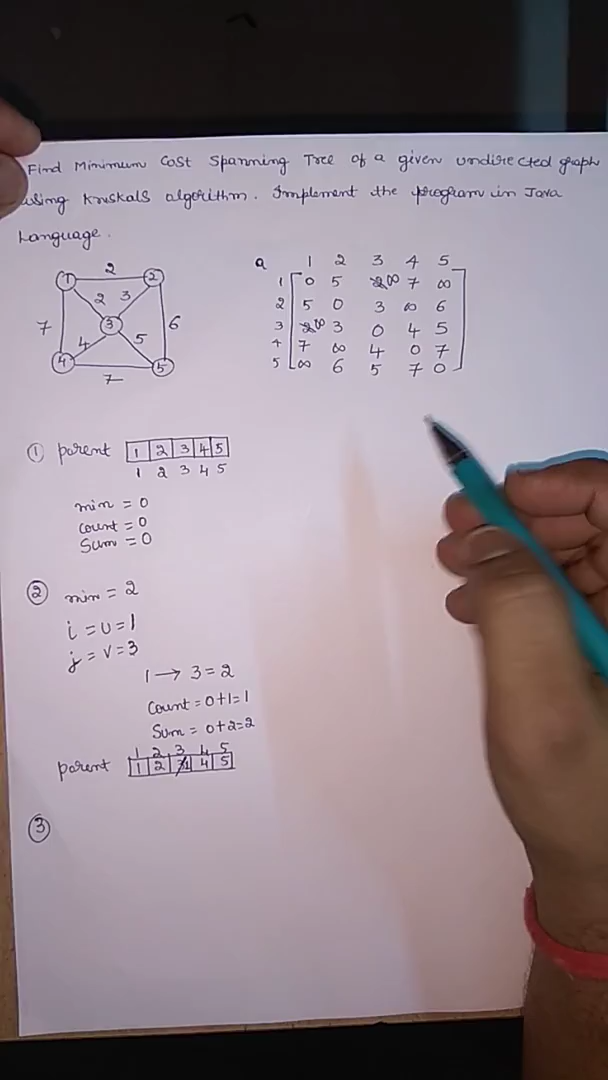 Find Minimum Cost Spanning Tree of a given undirected graph
using Kruskals algorithm. Implement the program in Java
Language.
2
1 2
2 3
7 3 6
4 5
4 5
7
a 1 2 3 4 5
1 0 5 2 ∞ 7 ∞
2 5 0 3 ∞ 6
3 2 ∞ 3 0 4 5
4 7 ∞ 4 0 7
5 ∞ 6 5 7 0
① parent 1 2 3 4 5
1 2 3 4 5
min = 0
count = 0
Sum = 0
② min = 2
i = u = 1
j = v = 3
1 → 3 = 2
Count = 0+1=1
Sum = 0+2=2
1 2 3 4 5
parent 1 2 3 1 4 5
③